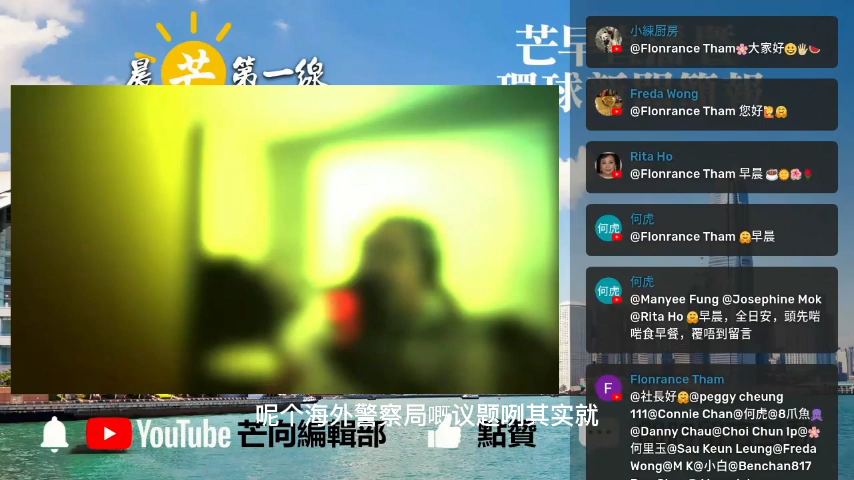 晨芒第一線
芒早
環球新聞簡報
小練厨房
@Flonrance Tham🌸大家好😀🖐🍉
Freda Wong
@Flonrance Tham 您好🙋🤗
Rita Ho
@Flonrance Tham 早晨 ☕🌼🌸🌹
何虎
何虎
@Flonrance Tham 🤗早晨
何虎
何虎
@Manyee Fung @Josephine Mok
@Rita Ho 🤗早晨，全日安，頭先啱
啱食早餐，覆唔到留言
F
Flonrance Tham
@社長好🤗@peggy cheung
111@Connie Chan@何虎@8爪魚🐙
@Danny Chau@Choi Chun Ip@🌸
何里玉@Sau Keun Leung@Freda
Wong@M K@小白@Benchan817
呢个海外警察局嘅议题咧其实就
YouTube 芒向編輯部
點贊